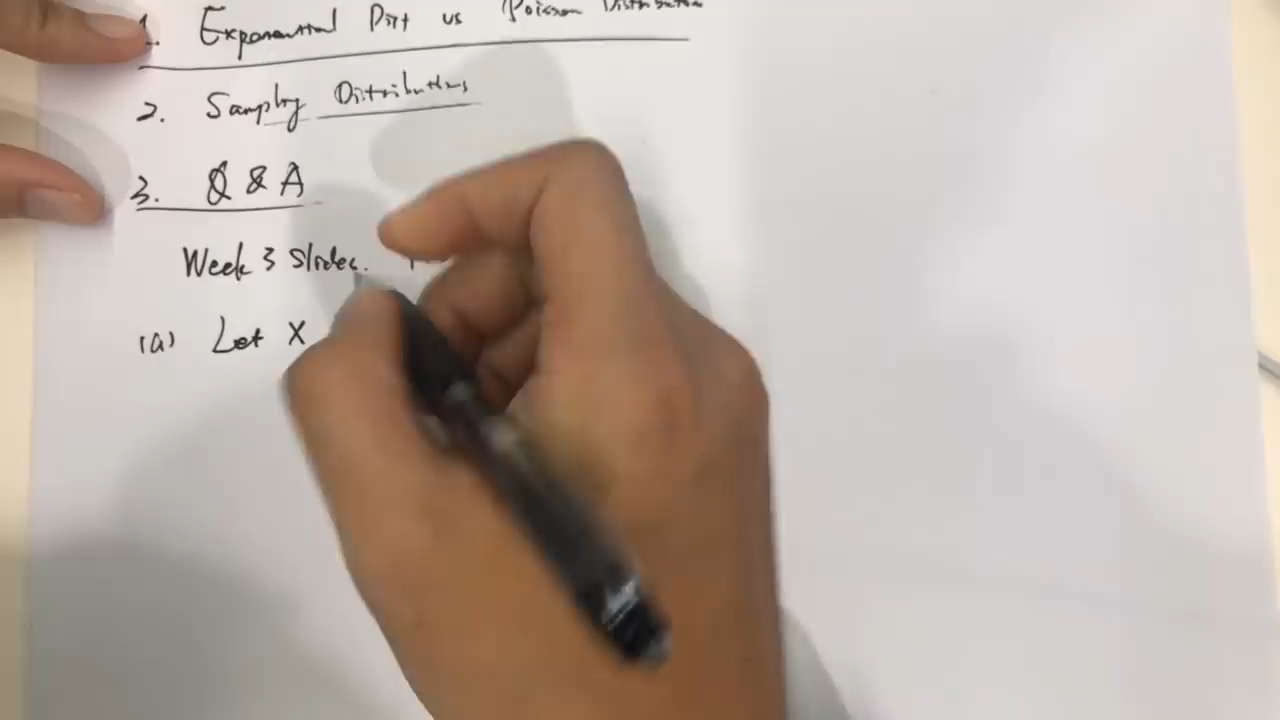 1. Exponential Dist vs Poisson Distribution
2. Sampling Distributions
3. Q & A
Week 3 Slides.
(a) Let X